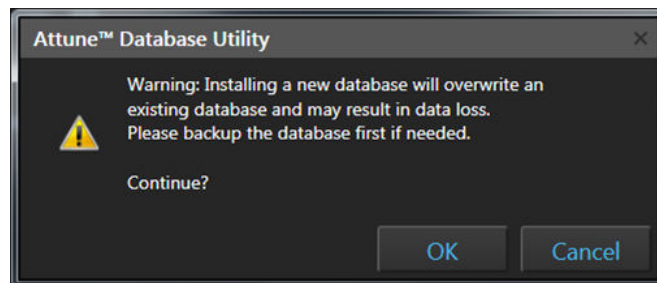 Attune™ Database Utility
Warning: Installing a new database will overwrite an
existing database and may result in data loss.
Please backup the database first if needed.
Continue?
OK
Cancel